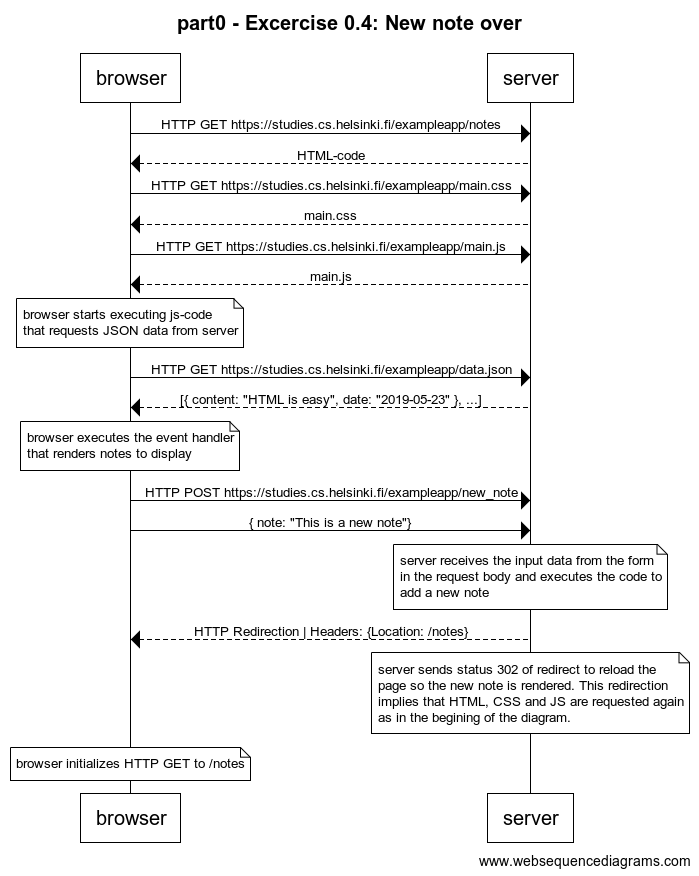 part0 - Excercise 0.4: New note over
browser
server
HTTP GET https://studies.cs.helsinki.fi/exampleapp/notes
HTML-code
HTTP GET https://studies.cs.helsinki.fi/exampleapp/main.css
main.css
HTTP GET https://studies.cs.helsinki.fi/exampleapp/main.js
main.js
browser starts executing js-code
that requests JSON data from server
HTTP GET https://studies.cs.helsinki.fi/exampleapp/data.json
[{ content: "HTML is easy", date: "2019-05-23" }, ...]
browser executes the event handler
that renders notes to display
HTTP POST https://studies.cs.helsinki.fi/exampleapp/new_note
{ note: "This is a new note"}
server receives the input data from the form
in the request body and executes the code to
add a new note
HTTP Redirection | Headers: {Location: /notes}
server sends status 302 of redirect to reload the
page so the new note is rendered. This redirection
implies that HTML, CSS and JS are requested again
as in the begining of the diagram.
browser initializes HTTP GET to /notes
browser
server
www.websequencediagrams.com